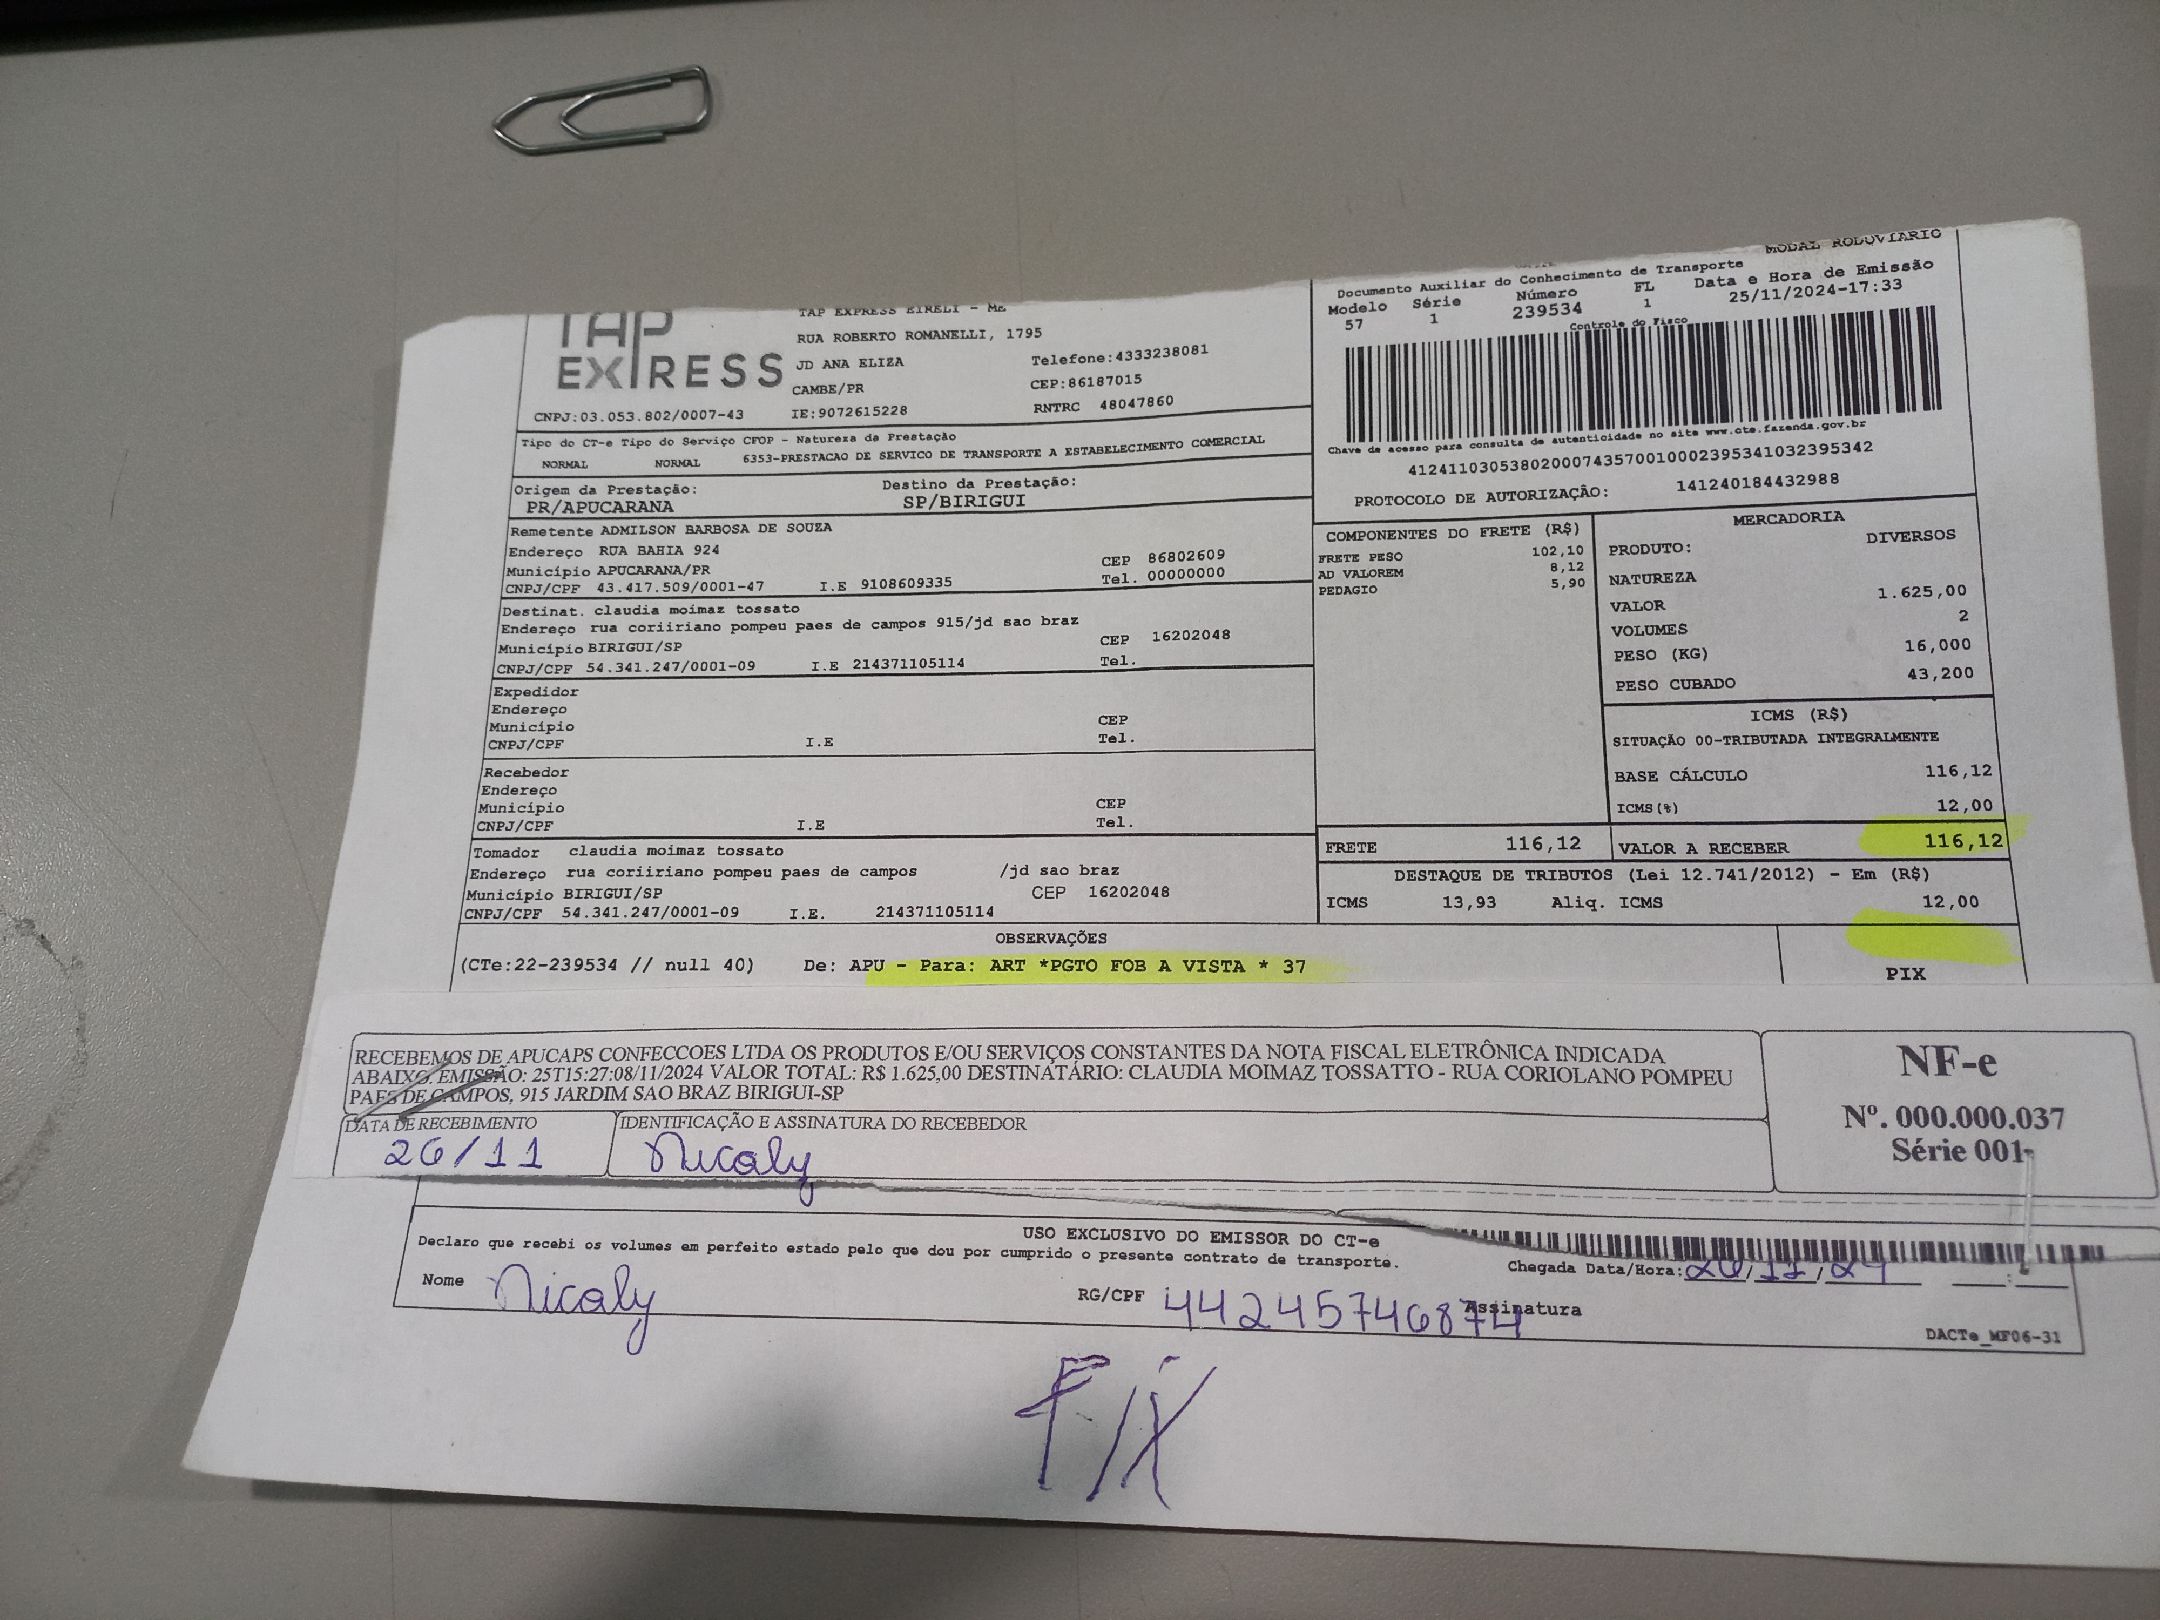 TAP
EXPRESS
TAP EXPRESS EIRELI - Me
RUA ROBERTO ROMANELLI, 1795
JD ANA ELIZA Telefone:4333238081
CAMBE/PR CEP:86187015
CNPJ:03.053.802/0007-43 IE:9072615228 RNTRC 48047860
MODAL RODOVIARIO
Documento Auxiliar do Conhecimento de Transporte
Modelo Série Número FL Data e Hora de Emissão
57 1 239534 1 25/11/2024-17:33
Controle do Fisco
Chave de acesso para consulta de autenticidade no site www.cte.fazenda.gov.br
41241103053802000743570010002395341032395342
PROTOCOLO DE AUTORIZAÇÃO: 141240184432988
Tipo do CT-e Tipo do Serviço CFOP - Natureza da Prestação
NORMAL NORMAL 6353-PRESTACAO DE SERVICO DE TRANSPORTE A ESTABELECIMENTO COMERCIAL
Origem da Prestação: Destino da Prestação:
PR/APUCARANA SP/BIRIGUI
Remetente ADMILSON BARBOSA DE SOUZA
Endereço RUA BAHIA 924 CEP 86802609
Município APUCARANA/PR Tel. 00000000
CNPJ/CPF 43.417.509/0001-47 I.E 9108609335
Destinat. claudia moimaz tossato
Endereço rua coriiriano pompeu paes de campos 915/jd sao braz
Município BIRIGUI/SP CEP 16202048
CNPJ/CPF 54.341.247/0001-09 I.E 214371105114 Tel.
Expedidor
Endereço
Município CEP
CNPJ/CPF I.E Tel.
Recebedor
Endereço
Município CEP
CNPJ/CPF I.E Tel.
Tomador claudia moimaz tossato
Endereço rua coriiriano pompeu paes de campos /jd sao braz
Município BIRIGUI/SP CEP 16202048
CNPJ/CPF 54.341.247/0001-09 I.E. 214371105114
COMPONENTES DO FRETE (R$)
FRETE PESO 102,10
AD VALOREM 8,12
PEDAGIO 5,90
MERCADORIA
PRODUTO: DIVERSOS
NATUREZA
VALOR 1.625,00
VOLUMES 2
PESO (KG) 16,000
PESO CUBADO 43,200
ICMS (R$)
SITUAÇÃO 00-TRIBUTADA INTEGRALMENTE
BASE CÁLCULO 116,12
ICMS(%) 12,00
FRETE 116,12 VALOR A RECEBER 116,12
DESTAQUE DE TRIBUTOS (Lei 12.741/2012) - Em (R$)
ICMS 13,93 Aliq. ICMS 12,00
OBSERVAÇÕES
(CTe:22-239534 // null 40) De: APU - Para: ART *PGTO FOB A VISTA * 37
PIX
RECEBEMOS DE APUCAPS CONFECCOES LTDA OS PRODUTOS E/OU SERVIÇOS CONSTANTES DA NOTA FISCAL ELETRÔNICA INDICADA
ABAIXO. EMISSÃO: 25T15:27:08/11/2024 VALOR TOTAL: R$ 1.625,00 DESTINATÁRIO: CLAUDIA MOIMAZ TOSSATTO - RUA CORIOLANO POMPEU
PAES DE CAMPOS, 915 JARDIM SAO BRAZ BIRIGUI-SP
DATA DE RECEBIMENTO IDENTIFICAÇÃO E ASSINATURA DO RECEBEDOR
26/11 Nicaly
NF-e
Nº. 000.000.037
Série 001
USO EXCLUSIVO DO EMISSOR DO CT-e
Declaro que recebi os volumes em perfeito estado pelo que dou por cumprido o presente contrato de transporte.
Chegada Data/Hora: 26/11/24 :
Nome Nicaly RG/CPF 44245746874 Assinatura
DACTe_MF06-31
PIX